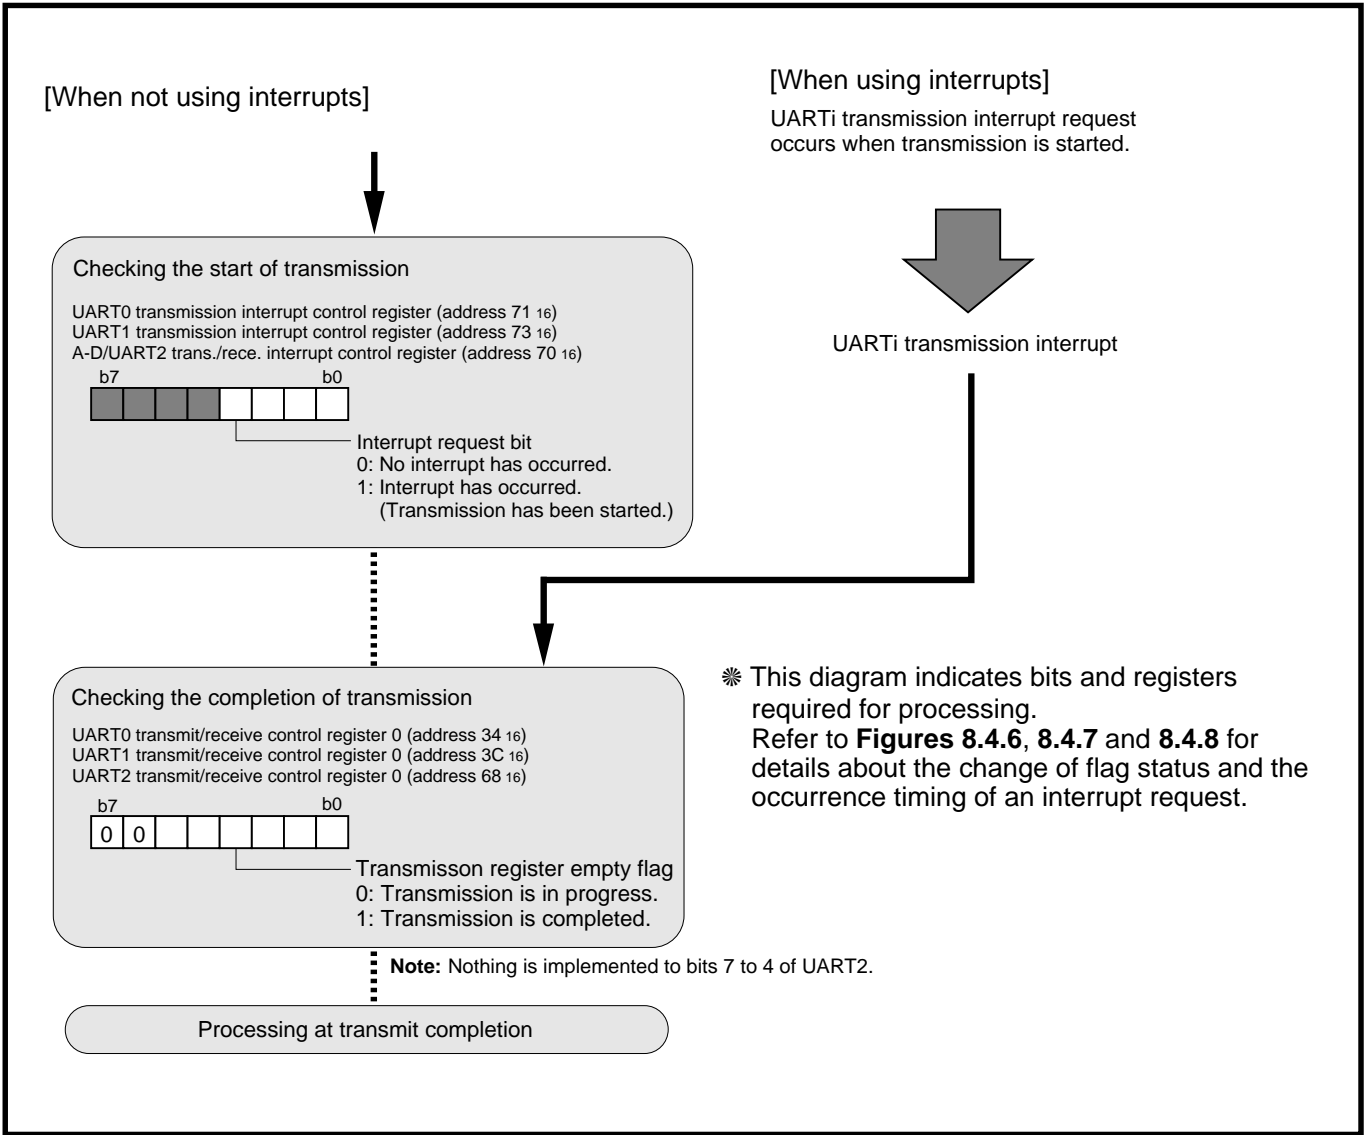 [When not using interrupts]
[When using interrupts]
UARTi transmission interrupt request
occurs when transmission is started.
Checking the start of transmission
UART0 transmission interrupt control register (address 71 16)
UART1 transmission interrupt control register (address 73 16)
A-D/UART2 trans./rece. interrupt control register (address 70 16)
b7 b0
Interrupt request bit
0: No interrupt has occurred.
1: Interrupt has occurred.
(Transmission has been started.)
UARTi transmission interrupt
Checking the completion of transmission
UART0 transmit/receive control register 0 (address 34 16)
UART1 transmit/receive control register 0 (address 3C 16)
UART2 transmit/receive control register 0 (address 68 16)
b7 b0
0 0
Transmisson register empty flag
0: Transmission is in progress.
1: Transmission is completed.
❊ This diagram indicates bits and registers
required for processing.
Refer to Figures 8.4.6, 8.4.7 and 8.4.8 for
details about the change of flag status and the
occurrence timing of an interrupt request.
Note: Nothing is implemented to bits 7 to 4 of UART2.
Processing at transmit completion